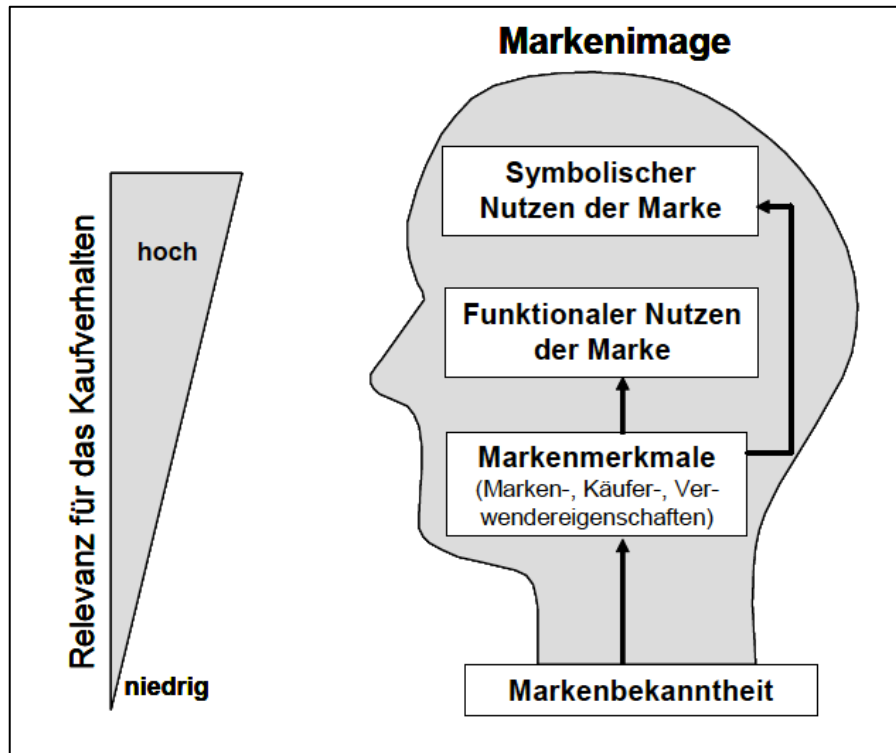 Markenimage
Relevanz für das Kaufverhalten
hoch
niedrig
Symbolischer
Nutzen der Marke
Funktionaler Nutzen
der Marke
Markenmerkmale
(Marken-, Käufer-, Ver-
wendereigenschaften)
Markenbekanntheit